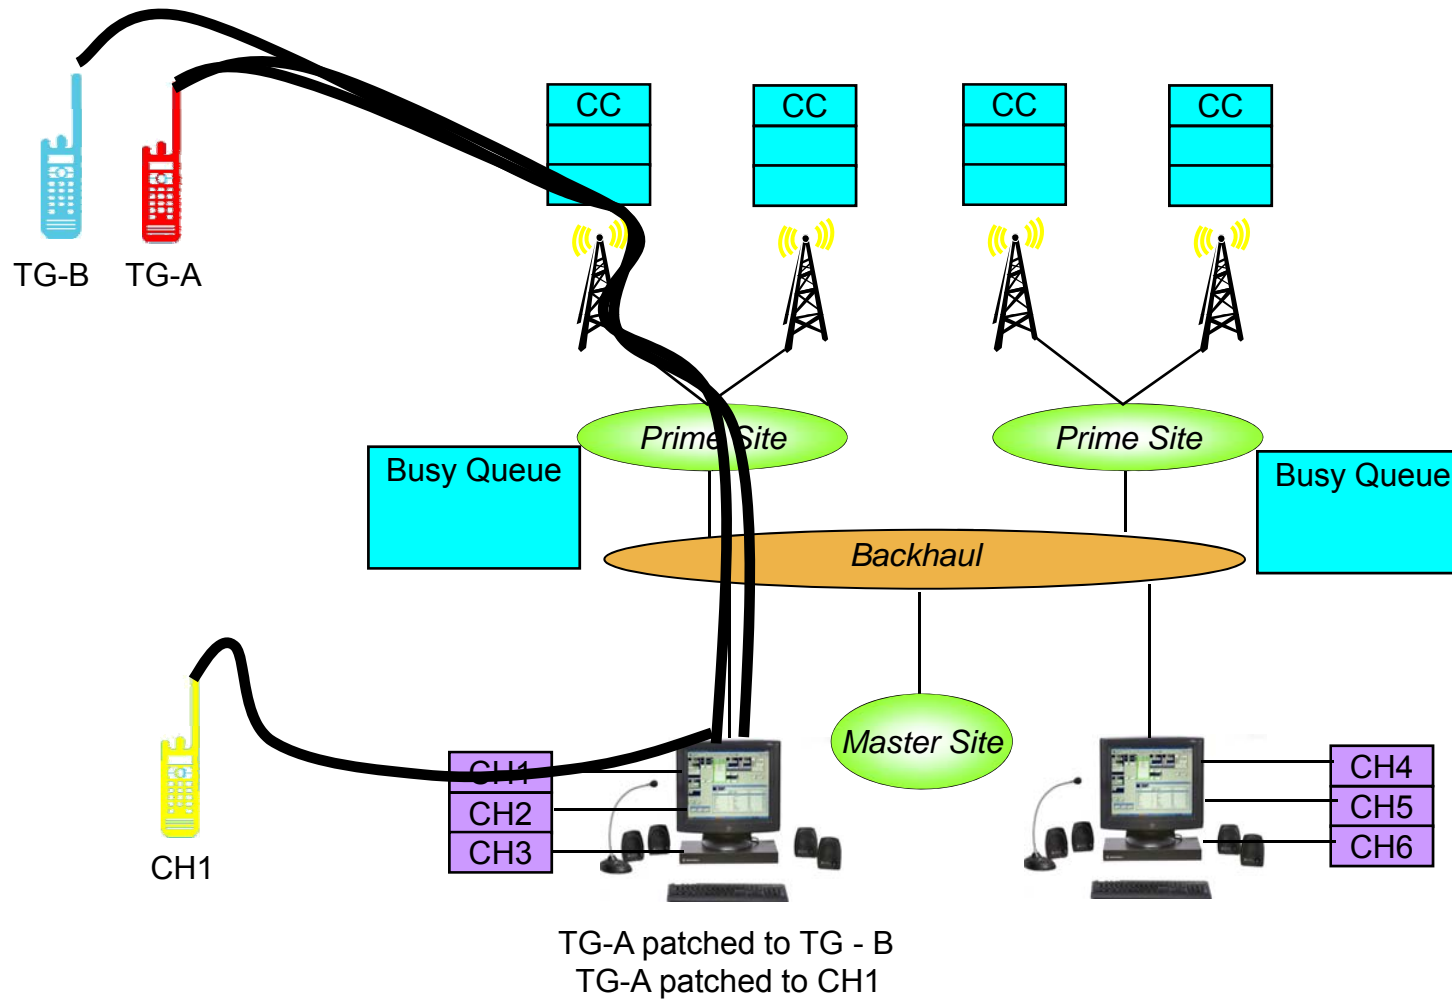 CC
CC
CC
CC
TG-B
TG-A
Prime Site
Prime Site
Busy Queue
Busy Queue
Backhaul
Master Site
CH1
CH2
CH3
CH4
CH5
CH6
CH1
TG-A patched to TG - B
TG-A patched to CH1